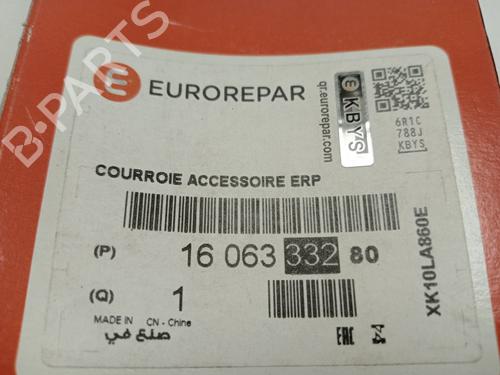 EUROREPAR
qr.eurorepar.com
KBYS
6R1C
788J
KBYS
COURROIE ACCESSOIRE ERP
(P) 16 063 332 80
(Q) 1
MADE IN CN - Chine
صنع في
EAC
XK10LA860E
B-PARTS